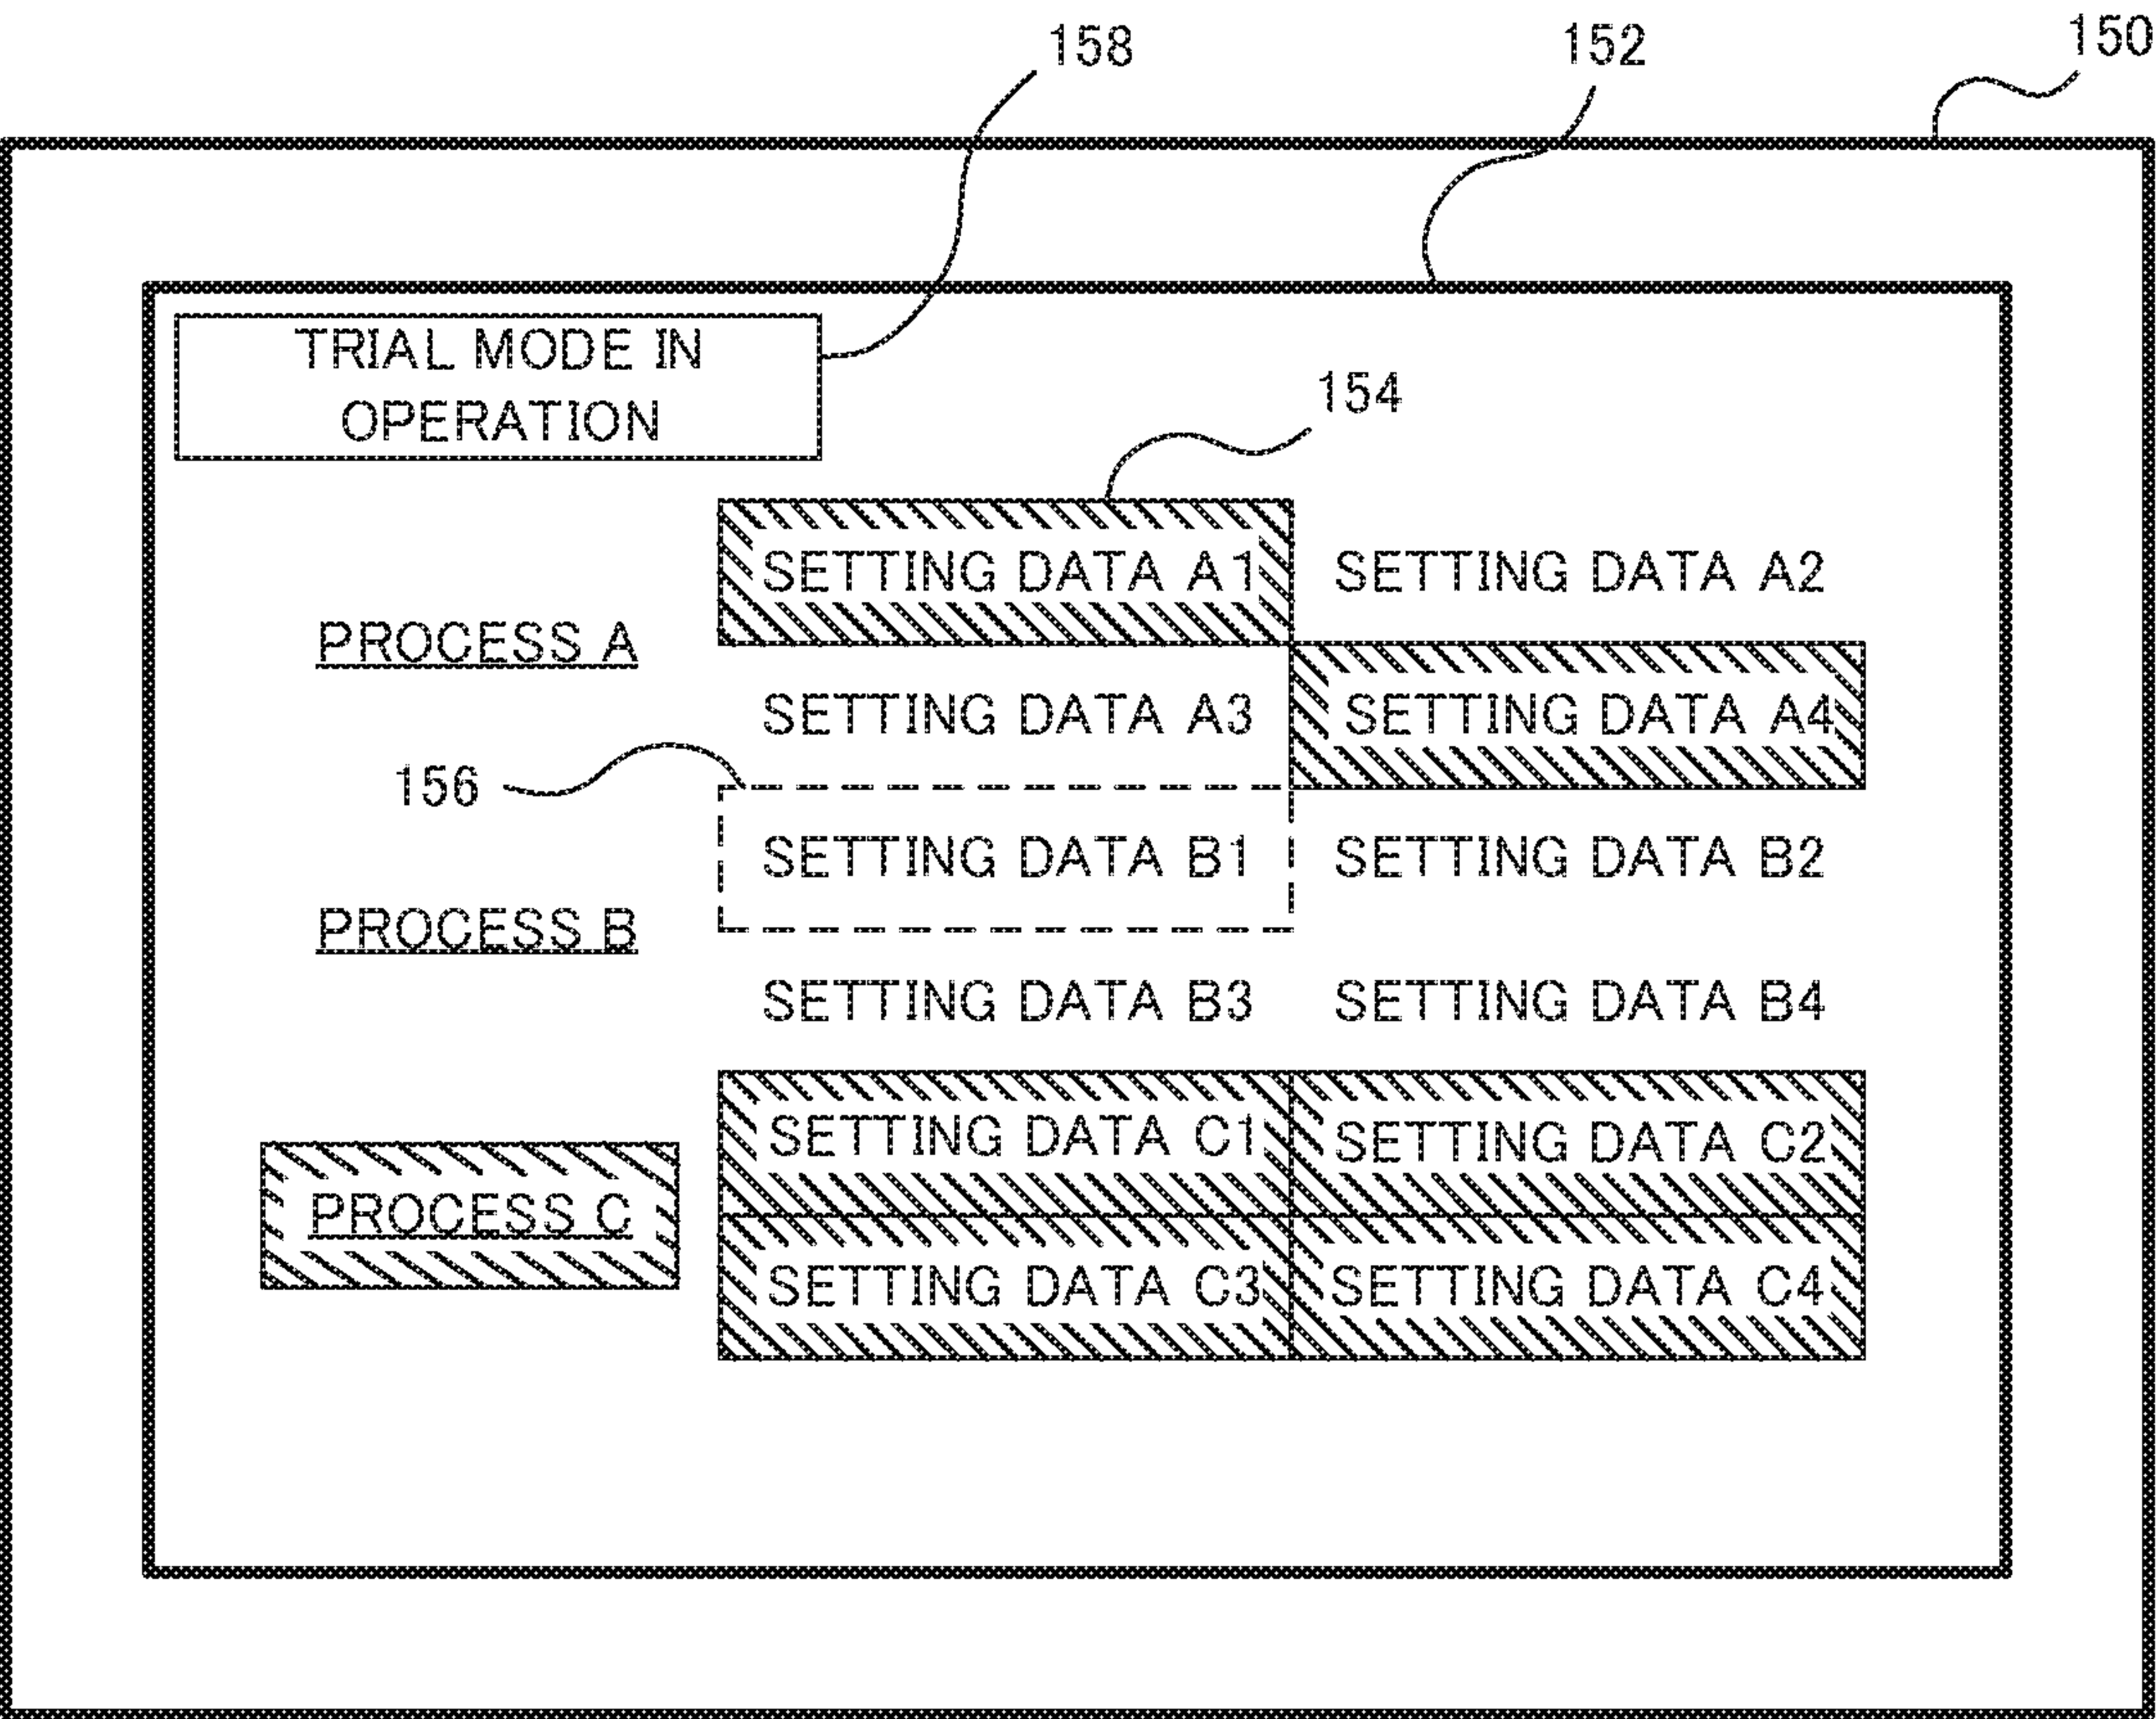 158
152
150
TRIAL MODE IN
OPERATION
154
SETTING DATA A1
SETTING DATA A2
PROCESS A
SETTING DATA A3
SETTING DATA A4
156
SETTING DATA B1
SETTING DATA B2
PROCESS B
SETTING DATA B3
SETTING DATA B4
SETTING DATA C1
SETTING DATA C2
PROCESS C
SETTING DATA C3
SETTING DATA C4